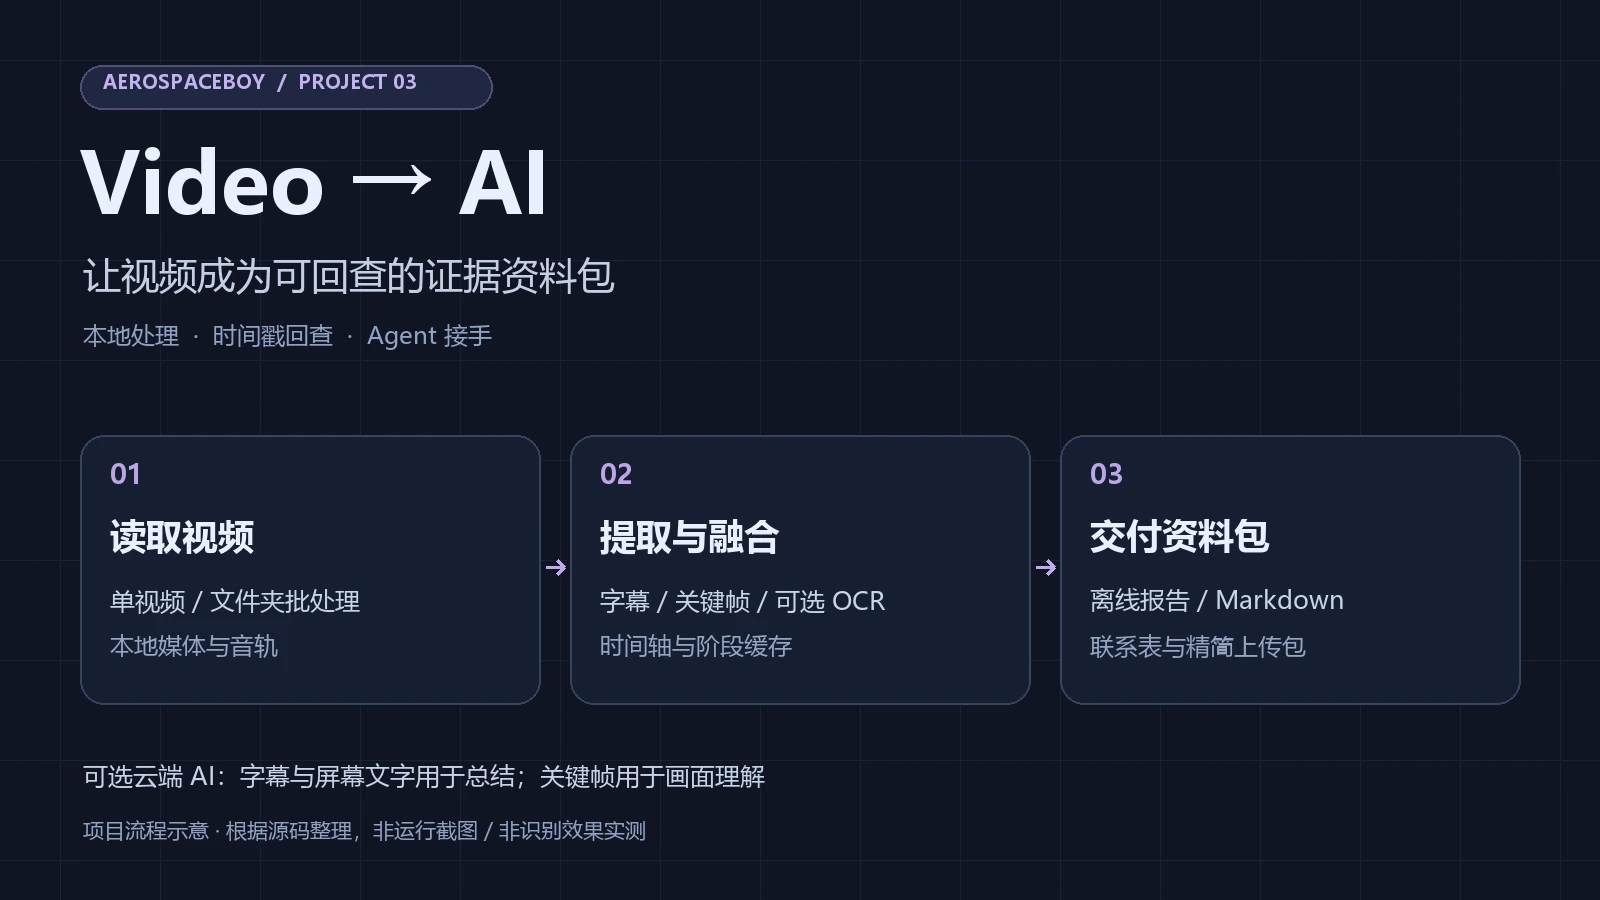 AEROSPACEBOY / PROJECT 03
Video → AI
让视频成为可回查的证据资料包
本地处理 · 时间戳回查 · Agent 接手
01
读取视频
单视频 / 文件夹批处理
本地媒体与音轨
→
02
提取与融合
字幕 / 关键帧 / 可选 OCR
时间轴与阶段缓存
→
03
交付资料包
离线报告 / Markdown
联系表与精简上传包
可选云端 AI：字幕与屏幕文字用于总结；关键帧用于画面理解
项目流程示意 · 根据源码整理，非运行截图 / 非识别效果实测